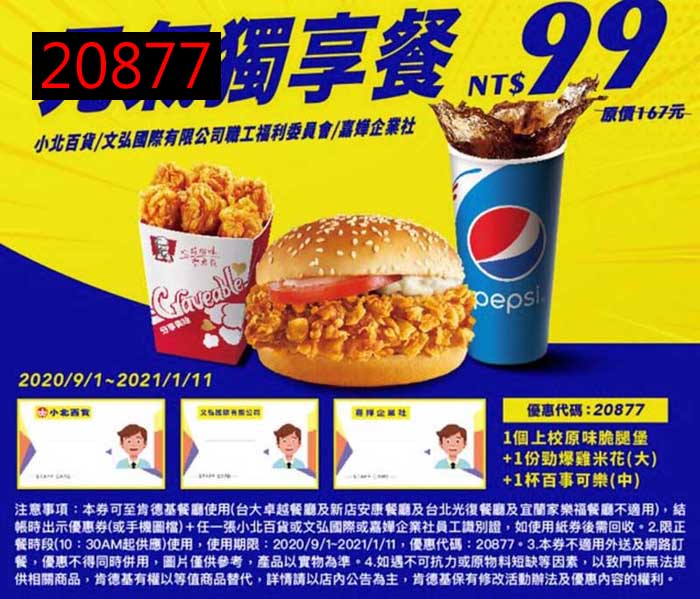 20877
獨享餐
NT$99
原價167元
小北百貨/文弘國際有限公司職工福利委員會/嘉嬅企業社
KFC
Craveable
分享美味
pepsi
2020/9/1~2021/1/11
小北百貨
文弘國際有限公司
嘉嬅企業社
STAFF CARD
STAFF CARD
STAFF CARD
優惠代碼：20877
1個上校原味脆腿堡
+1份勁爆雞米花(大)
+1杯百事可樂(中)
注意事項：本券可至肯德基餐廳使用(台大卓越餐廳及新店安康餐廳及台北光復餐廳及宜蘭家樂福餐廳不適用)，結
帳時出示優惠券(或手機圖檔)＋任一張小北百貨或文弘國際或嘉嬅企業社員工識別證，如使用紙券後需回收。2.限正
餐時段(10：30AM起供應)使用，使用期限：2020/9/1~2021/1/11，優惠代碼：20877。3.本券不適用外送及網路訂
餐，優惠不得同時併用，圖片僅供參考，產品以實物為準。4.如遇不可抗力或原物料短缺等因素，以致門市無法提
供相關商品，肯德基有權以等值商品替代，詳情請以店內公告為主，肯德基保有修改活動辦法及優惠內容的權利。